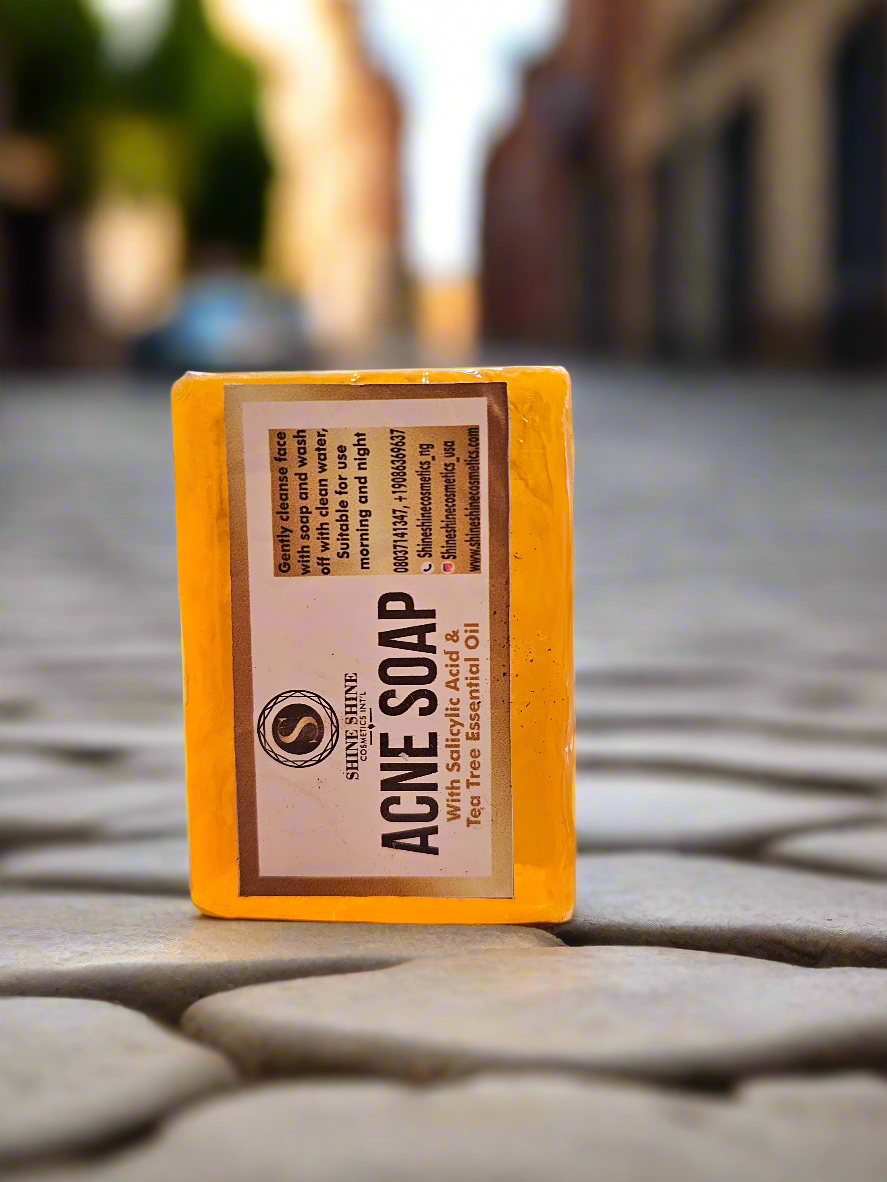 S
SHINE SHINE
COSMETICS INT'L
ACNE SOAP
With Salicylic Acid &
Tea Tree Essential Oil
Gently cleanse face
with soap and wash
off with clean water,
Suitable for use
morning and night
08037141347, +19086369637
Shineshinecosmetics_ng
Shineshinecosmetics_usa
www.shineshinecosmetics.com